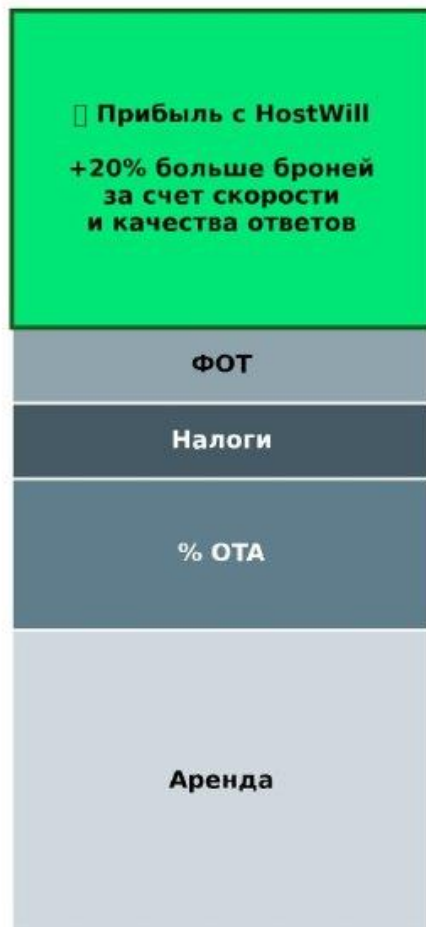 Прибыль с HostWill
+20% больше броней
за счет скорости
и качества ответов
ФОТ
Налоги
% ОТА
Аренда